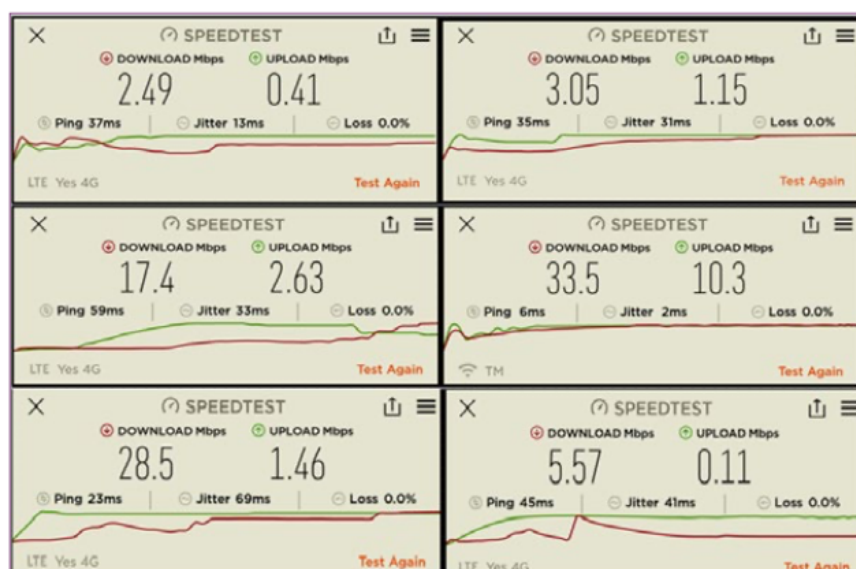 SPEEDTEST
DOWNLOAD Mbps UPLOAD Mbps
2.49 0.41
Ping 37ms Jitter 13ms Loss 0.0%
LTE Yes 4G Test Again
SPEEDTEST
DOWNLOAD Mbps UPLOAD Mbps
3.05 1.15
Ping 35ms Jitter 31ms Loss 0.0%
LTE Yes 4G Test Again
SPEEDTEST
DOWNLOAD Mbps UPLOAD Mbps
17.4 2.63
Ping 59ms Jitter 33ms Loss 0.0%
LTE Yes 4G Test Again
SPEEDTEST
DOWNLOAD Mbps UPLOAD Mbps
33.5 10.3
Ping 6ms Jitter 2ms Loss 0.0%
TM Test Again
SPEEDTEST
DOWNLOAD Mbps UPLOAD Mbps
28.5 1.46
Ping 23ms Jitter 69ms Loss 0.0%
LTE Yes 4G Test Again
SPEEDTEST
DOWNLOAD Mbps UPLOAD Mbps
5.57 0.11
Ping 45ms Jitter 41ms Loss 0.0%
LTE Yes 4G Test Again